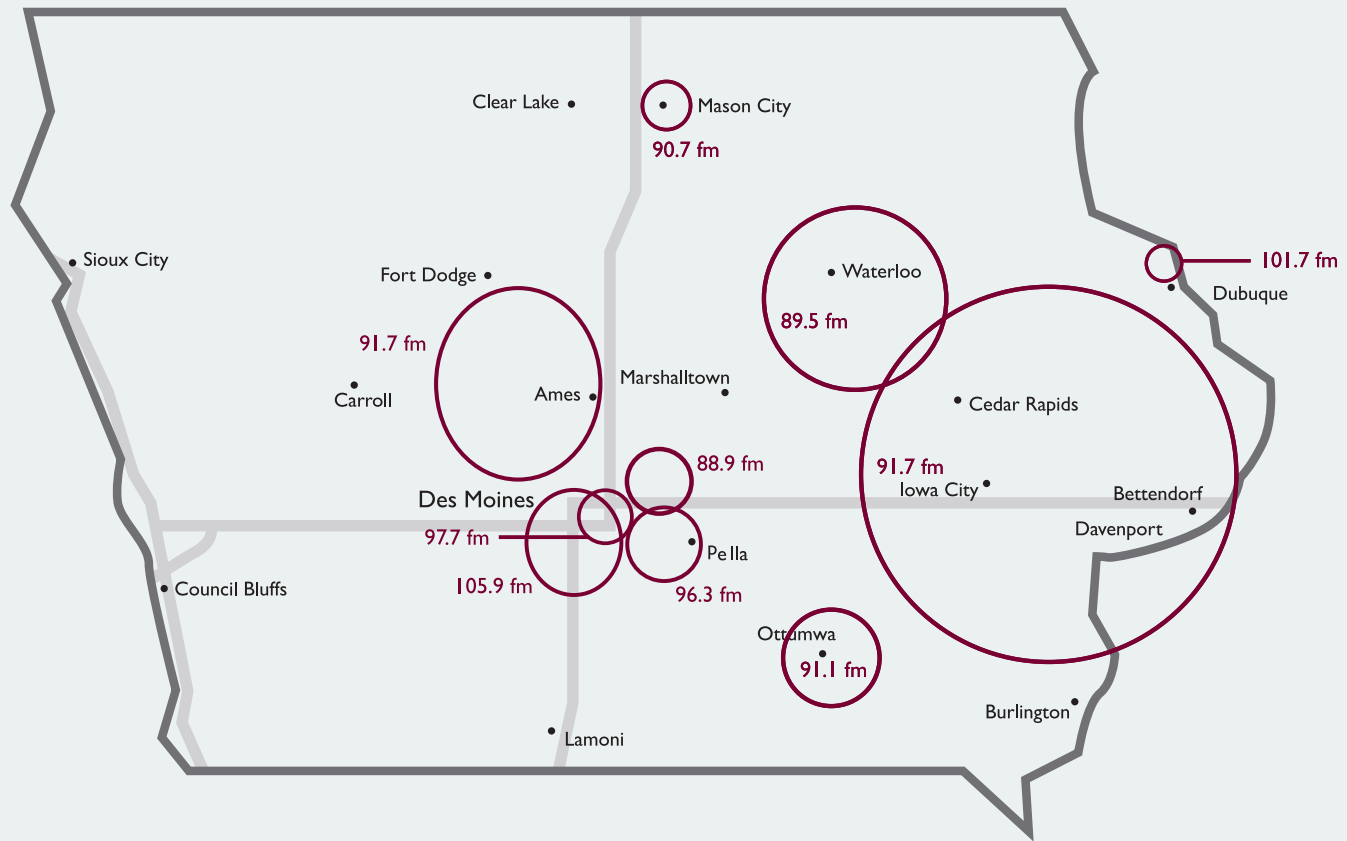 Clear Lake
Mason City
90.7 fm
Sioux City
Fort Dodge
Waterloo
101.7 fm
Dubuque
89.5 fm
91.7 fm
Carroll
Ames
Marshalltown
Cedar Rapids
88.9 fm
91.7 fm
Iowa City
Des Moines
Bettendorf
Davenport
97.7 fm
Pella
105.9 fm
96.3 fm
Council Bluffs
Ottumwa
91.1 fm
Burlington
Lamoni